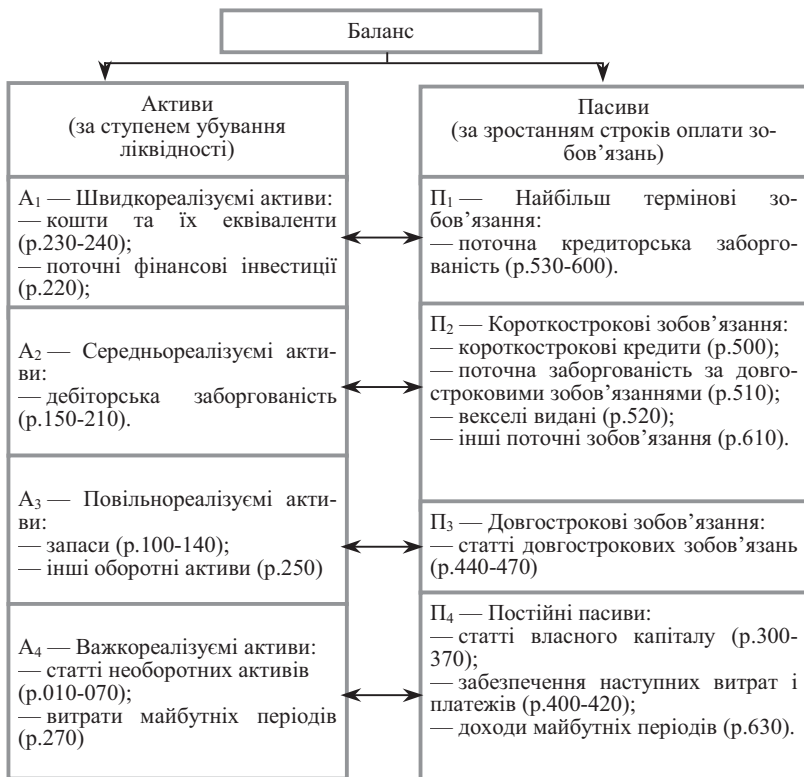 Баланс
Активи
(за ступенем убування
ліквідності)
Пасиви
(за зростанням строків оплати зо-
бов’язань)
А1 — Швидкореалізуємі активи:
— кошти та їх еквіваленти
(р.230-240);
— поточні фінансові інвестиції
(р.220);
П1 — Найбільш термінові зо-
бов’язання:
— поточна кредиторська заборго-
ваність (р.530-600).
А2 — Середньореалізуємі акти-
ви:
— дебіторська заборгованість
(р.150-210).
П2 — Короткострокові зобов’язання:
— короткострокові кредити (р.500);
— поточна заборгованість за довго-
строковими зобов’язаннями (р.510);
— векселі видані (р.520);
— інші поточні зобов’язання (р.610).
А3 — Повільнореалізуємі акти-
ви:
— запаси (р.100-140);
— інші оборотні активи (р.250)
П3 — Довгострокові зобов’язання:
— статті довгострокових зобов’язань
(р.440-470)
А4 — Важкореалізуємі активи:
— статті необоротних активів
(р.010-070);
— витрати майбутніх періодів
(р.270)
П4 — Постійні пасиви:
— статті власного капіталу (р.300-
370);
— забезпечення наступних витрат і
платежів (р.400-420);
— доходи майбутніх періодів (р.630).